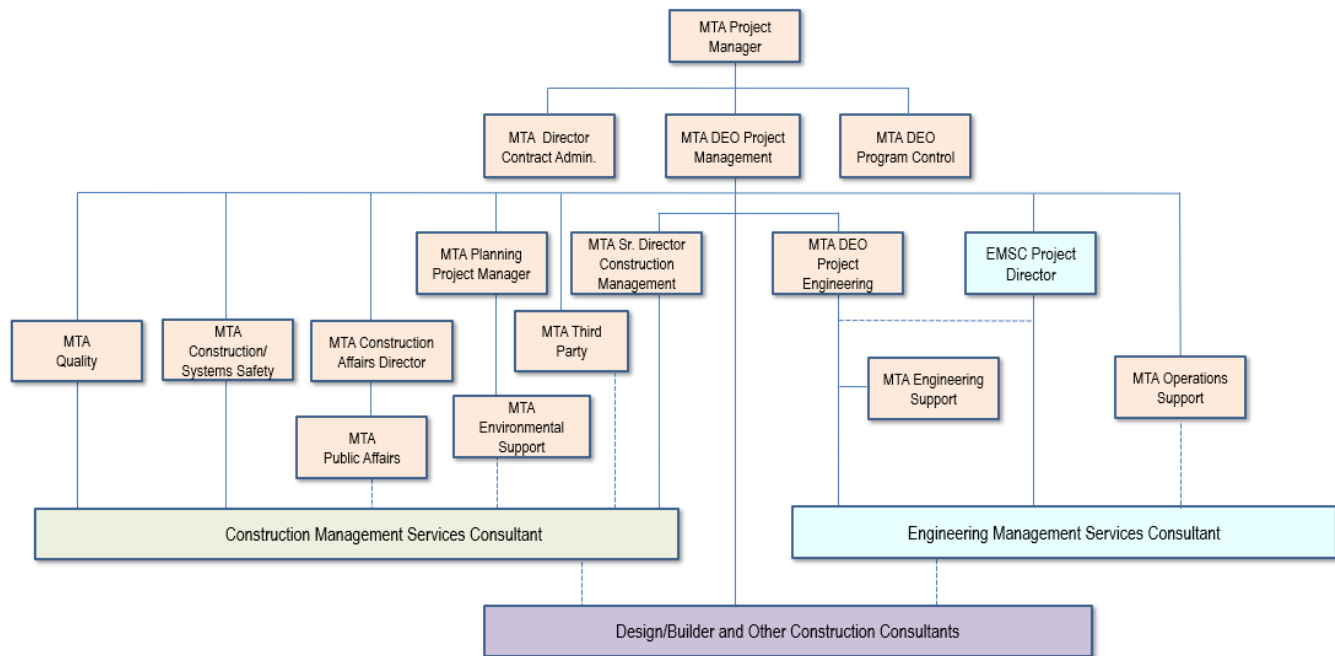 MTA Project
Manager
MTA Director
Contract Admin.
MTA DEO Project
Management
MTA DEO
Program Control
MTA Planning
Project Manager
MTA Sr. Director
Construction
Management
MTA DEO
Project
Engineering
EMSC Project
Director
MTA
Quality
MTA
Construction/
Systems Safety
MTA Construction
Affairs Director
MTA Third
Party
MTA Engineering
Support
MTA Operations
Support
MTA
Public Affairs
MTA
Environmental
Support
Construction Management Services Consultant
Engineering Management Services Consultant
Design/Builder and Other Construction Consultants